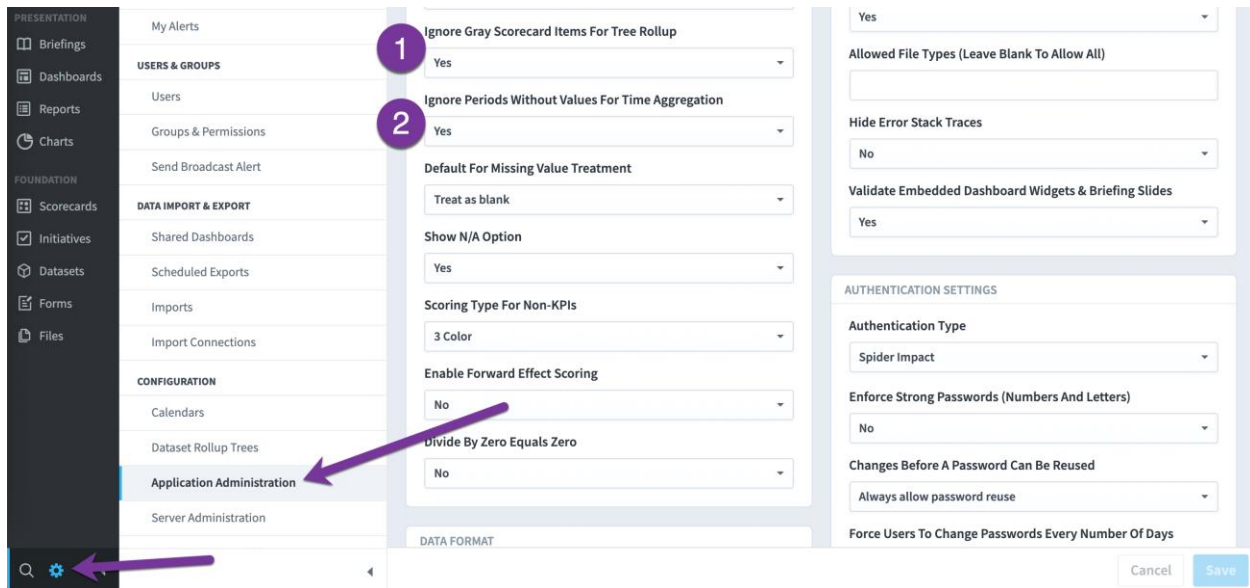 PRESENTATION
Briefings
Dashboards
Reports
Charts
FOUNDATION
Scorecards
Initiatives
Datasets
Forms
Files
My Alerts
USERS & GROUPS
Users
Groups & Permissions
Send Broadcast Alert
DATA IMPORT & EXPORT
Shared Dashboards
Scheduled Exports
Imports
Import Connections
CONFIGURATION
Calendars
Dataset Rollup Trees
Application Administration
Server Administration
1
Ignore Gray Scorecard Items For Tree Rollup
Yes
2
Ignore Periods Without Values For Time Aggregation
Yes
Default For Missing Value Treatment
Treat as blank
Show N/A Option
Yes
Scoring Type For Non-KPIs
3 Color
Enable Forward Effect Scoring
No
Divide By Zero Equals Zero
No
DATA FORMAT
Yes
Allowed File Types (Leave Blank To Allow All)
Hide Error Stack Traces
No
Validate Embedded Dashboard Widgets & Briefing Slides
Yes
AUTHENTICATION SETTINGS
Authentication Type
Spider Impact
Enforce Strong Passwords (Numbers And Letters)
No
Changes Before A Password Can Be Reused
Always allow password reuse
Force Users To Change Passwords Every Number Of Days
Cancel
Save